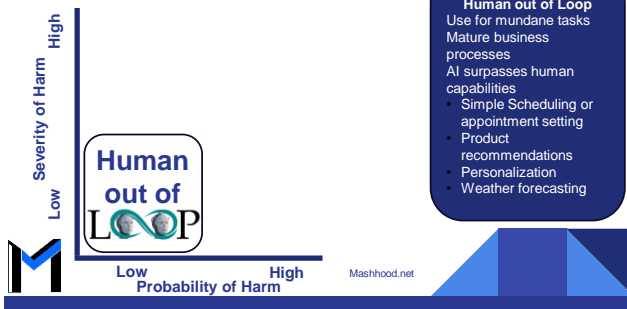 Human out of Loop
Use for mundane tasks
Mature business
processes
AI surpasses human
capabilities
• Simple Scheduling or
appointment setting
• Product
recommendations
• Personalization
• Weather forecasting
High
Severity of Harm
Low
Human
out of
LOOP
Low
High
Probability of Harm
Mashhood.net
M